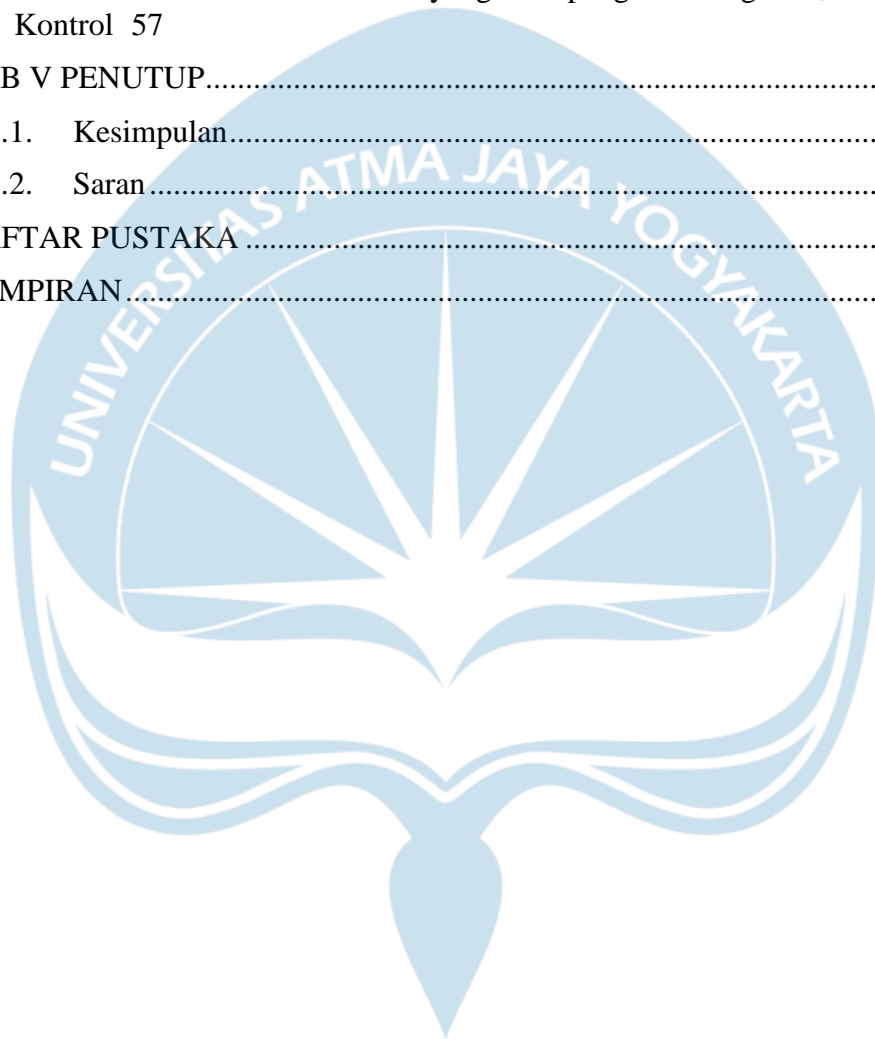 Kontrol 57
B V PENUTUP
.1. Kesimpulan
.2. Saran
FTAR PUSTAKA
MPIRAN
UNIVERSITAS ATMA JAYA YOGYAKARTA